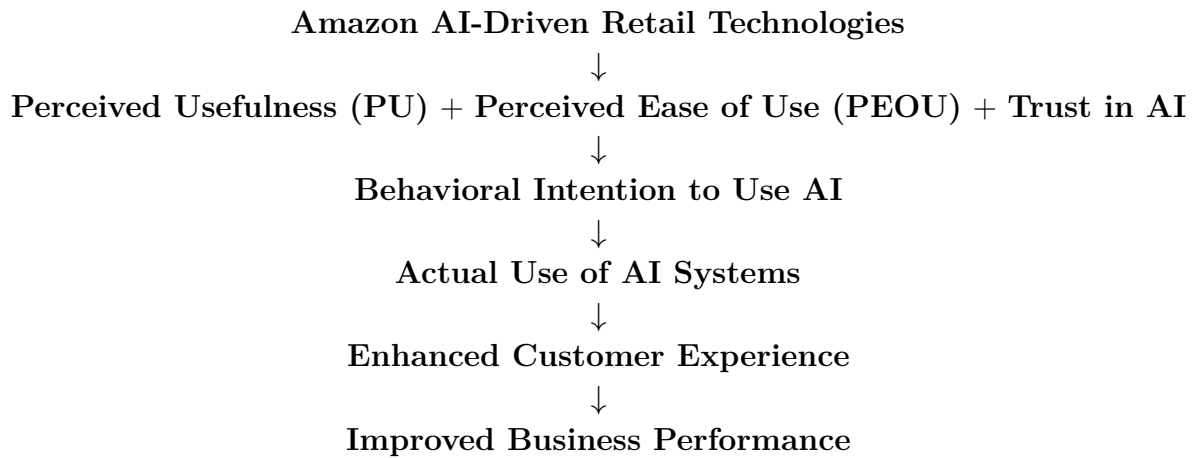 Amazon AI-Driven Retail Technologies
↓
Perceived Usefulness (PU) + Perceived Ease of Use (PEOU) + Trust in AI
↓
Behavioral Intention to Use AI
↓
Actual Use of AI Systems
↓
Enhanced Customer Experience
↓
Improved Business Performance